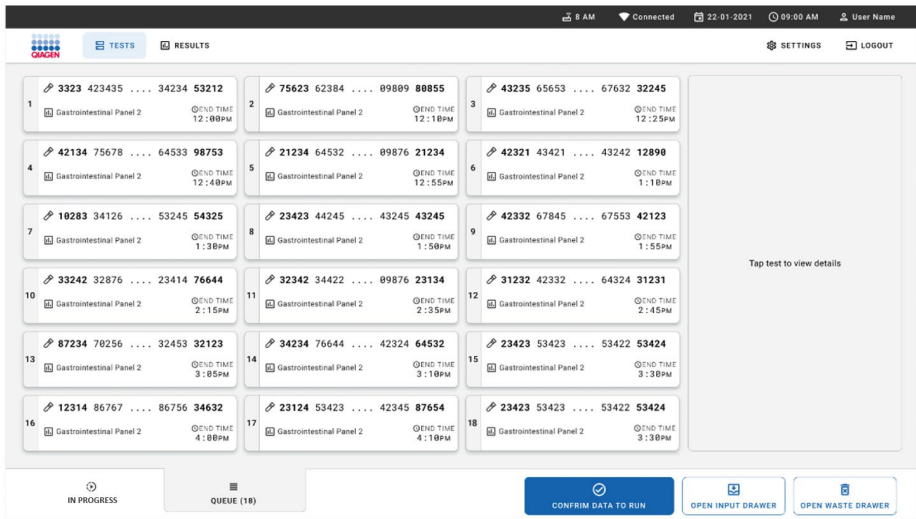 8 AM Connected 22-01-2021 09:00 AM User Name
QIAGEN TESTS RESULTS SETTINGS LOGOUT
1 3323 423435 .... 34234 53212
Gastrointestinal Panel 2 END TIME 12:00PM
2 75623 62384 .... 09809 80855
Gastrointestinal Panel 2 END TIME 12:10PM
3 43235 65653 .... 67632 32245
Gastrointestinal Panel 2 END TIME 12:25PM
4 42134 75678 .... 64533 98753
Gastrointestinal Panel 2 END TIME 12:40PM
5 21234 64532 .... 09876 21234
Gastrointestinal Panel 2 END TIME 12:55PM
6 42321 43421 .... 43242 12890
Gastrointestinal Panel 2 END TIME 1:10PM
7 10283 34126 .... 53245 54325
Gastrointestinal Panel 2 END TIME 1:30PM
8 23423 44245 .... 43245 43245
Gastrointestinal Panel 2 END TIME 1:50PM
9 42332 67845 .... 67553 42123
Gastrointestinal Panel 2 END TIME 1:55PM
10 33242 32876 .... 23414 76644
Gastrointestinal Panel 2 END TIME 2:15PM
11 32342 34422 .... 09876 23134
Gastrointestinal Panel 2 END TIME 2:35PM
12 31232 42332 .... 64324 31231
Gastrointestinal Panel 2 END TIME 2:45PM
13 87234 70256 .... 32453 32123
Gastrointestinal Panel 2 END TIME 3:05PM
14 34234 76644 .... 42324 64532
Gastrointestinal Panel 2 END TIME 3:10PM
15 23423 53423 .... 53422 53424
Gastrointestinal Panel 2 END TIME 3:30PM
16 12314 86767 .... 86756 34632
Gastrointestinal Panel 2 END TIME 4:00PM
17 23124 53423 .... 42345 87654
Gastrointestinal Panel 2 END TIME 4:10PM
18 23423 53423 .... 53422 53424
Gastrointestinal Panel 2 END TIME 3:30PM
Tap test to view details
IN PROGRESS QUEUE (18) CONFRIM DATA TO RUN OPEN INPUT DRAWER OPEN WASTE DRAWER